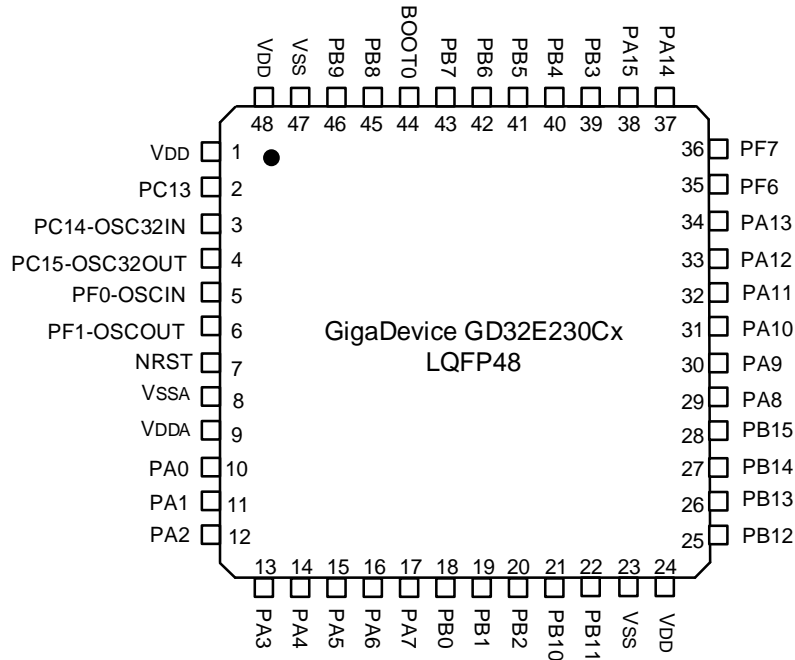 VDD
VSS
PB9
PB8
BOOT0
PB7
PB6
PB5
PB4
PB3
PA15
PA14
48 47 46 45 44 43 42 41 40 39 38 37
VDD 1
PC13 2
PC14-OSC32IN 3
PC15-OSC32OUT 4
PF0-OSCIN 5
PF1-OSCOUT 6
NRST 7
VSSA 8
VDDA 9
PA0 10
PA1 11
PA2 12
GigaDevice GD32E230Cx
LQFP48
36 PF7
35 PF6
34 PA13
33 PA12
32 PA11
31 PA10
30 PA9
29 PA8
28 PB15
27 PB14
26 PB13
25 PB12
13 14 15 16 17 18 19 20 21 22 23 24
PA3
PA4
PA5
PA6
PA7
PB0
PB1
PB2
PB10
PB11
VSS
VDD